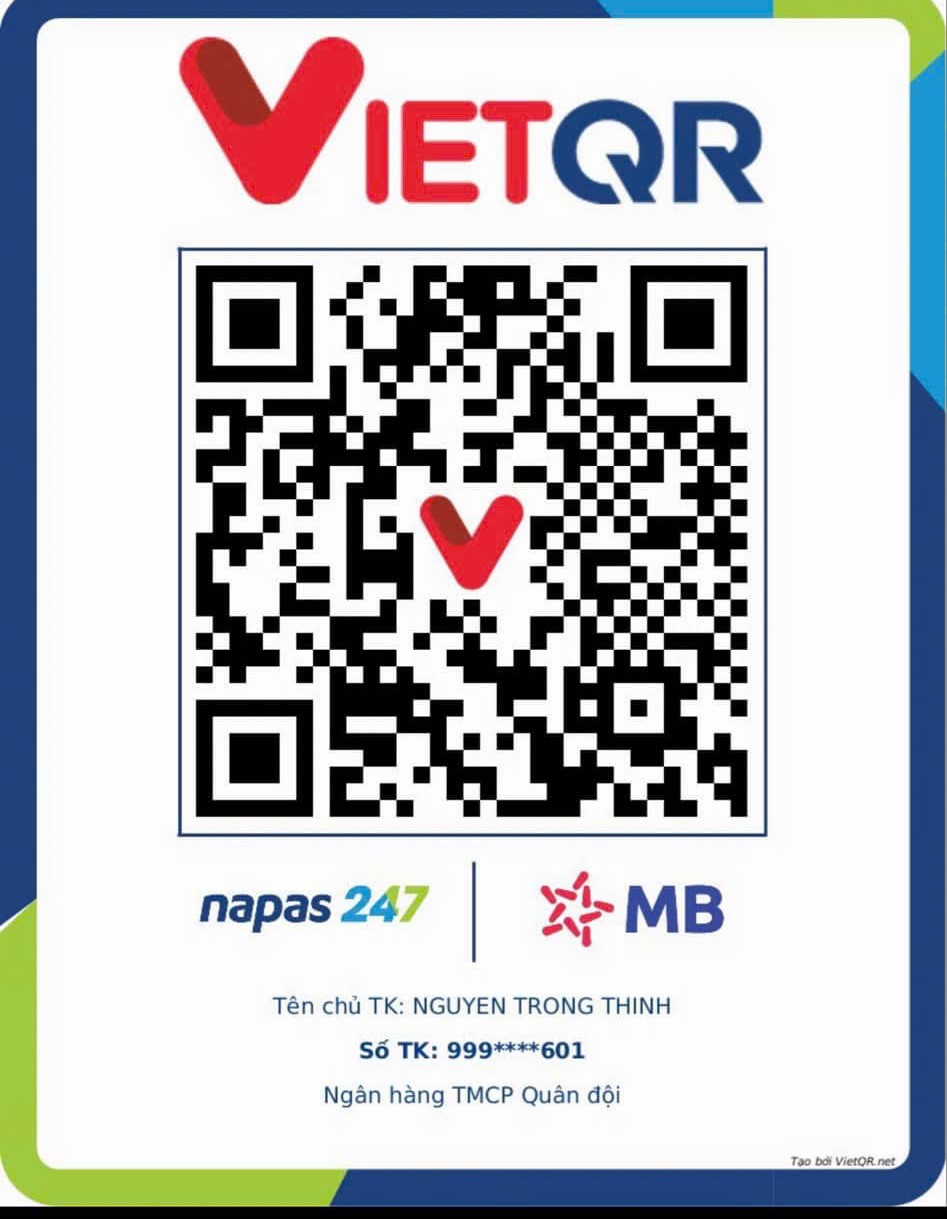 VIETQR
napas 247
MB
Tên chủ TK: NGUYEN TRONG THINH
Số TK: 999****601
Ngân hàng TMCP Quân đội
Tạo bởi VietQR.net